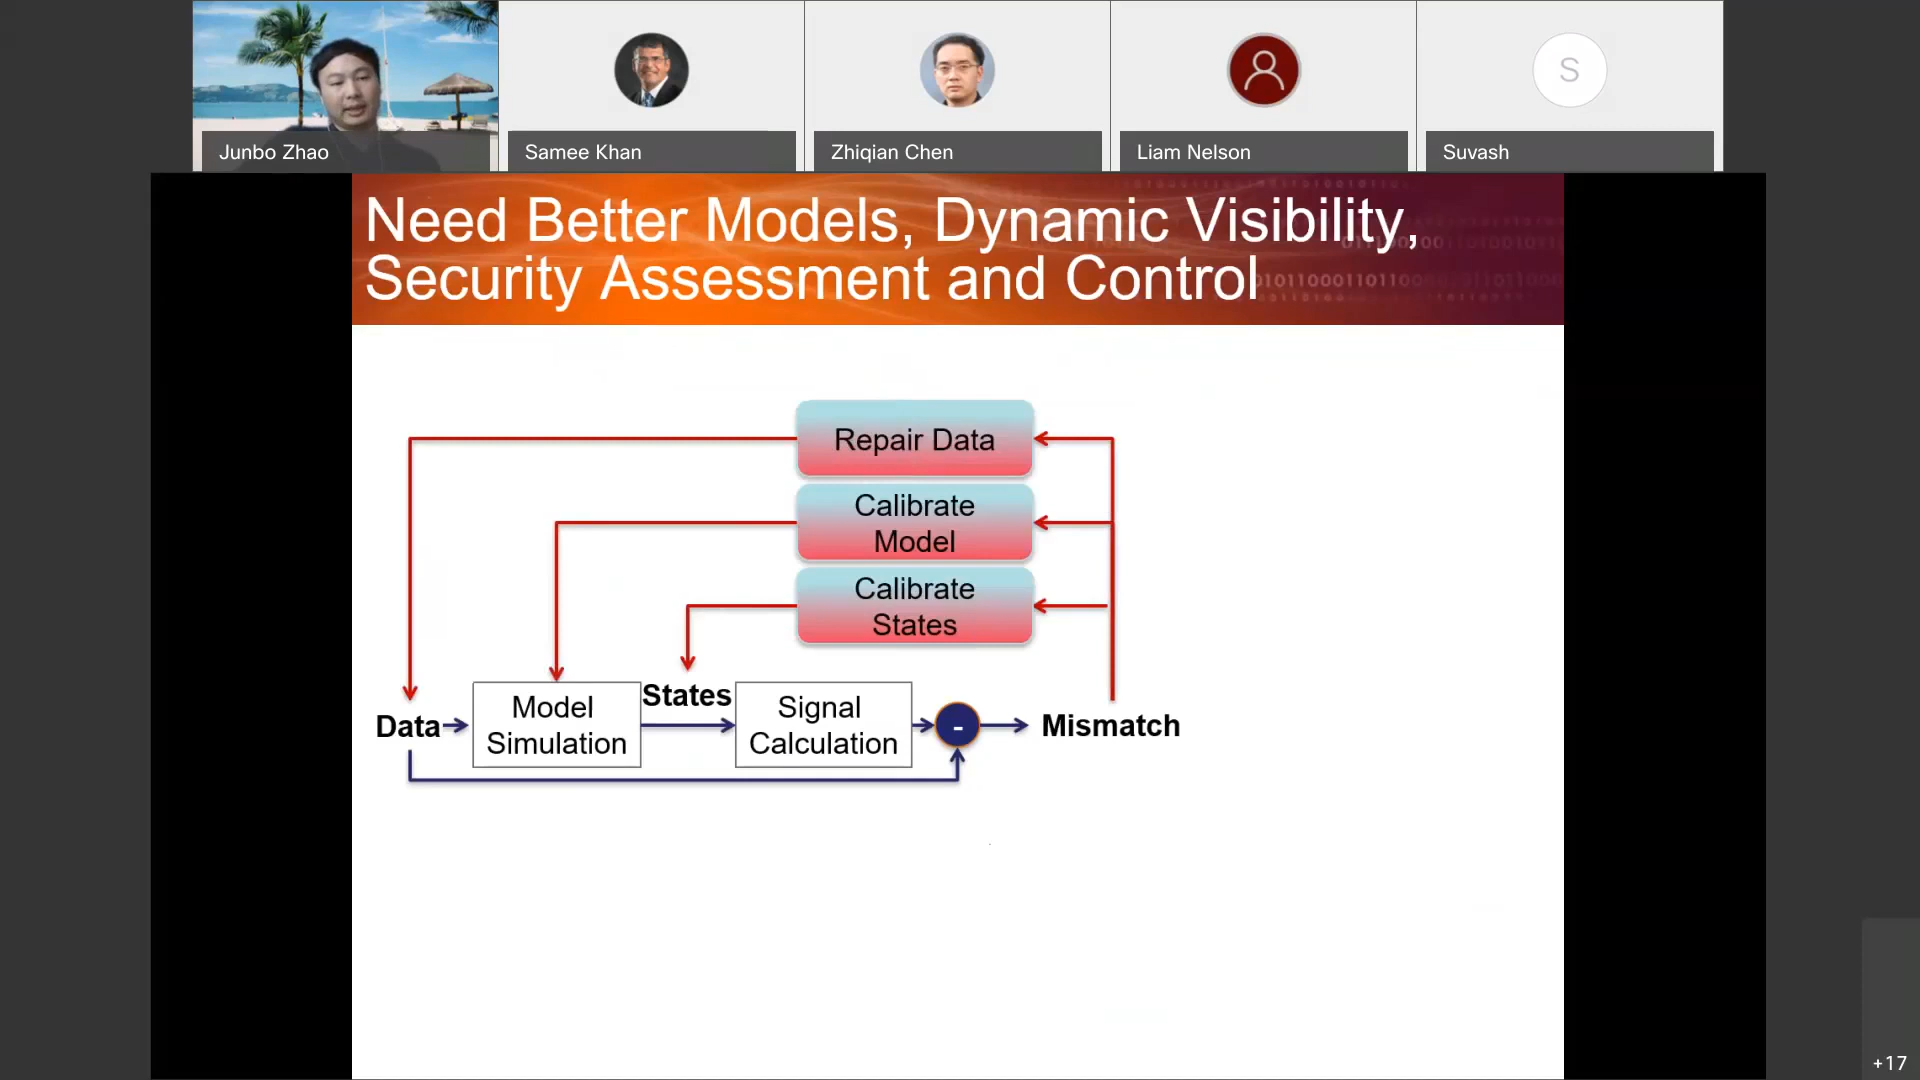 Junbo Zhao
Samee Khan
Zhiqian Chen
Liam Nelson
S
Suvash
Need Better Models, Dynamic Visibility,
Security Assessment and Control
Repair Data
Calibrate
Model
Calibrate
States
Data
Model
Simulation
States
Signal
Calculation
-
Mismatch
+17